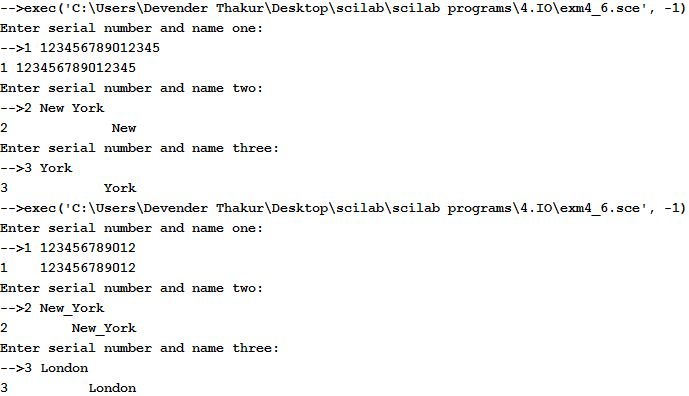 -->exec('C:\Users\Devender Thakur\Desktop\scilab\scilab programs\4.IO\exm4_6.sce', -1)
Enter serial number and name one:
-->1 123456789012345
1 123456789012345
Enter serial number and name two:
-->2 New York
2             New
Enter serial number and name three:
-->3 York
3            York
-->exec('C:\Users\Devender Thakur\Desktop\scilab\scilab programs\4.IO\exm4_6.sce', -1)
Enter serial number and name one:
-->1 123456789012
1    123456789012
Enter serial number and name two:
-->2 New_York
2        New_York
Enter serial number and name three:
-->3 London
3          London